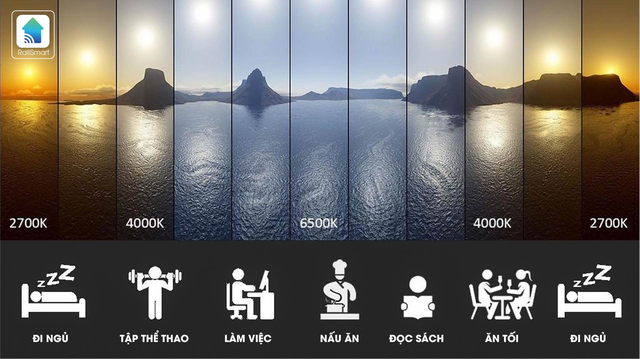 RalliSmart
2700K
4000K
6500K
4000K
2700K
ĐI NGỦ
TẬP THỂ THAO
LÀM VIỆC
NẤU ĂN
ĐỌC SÁCH
ĂN TỐI
ĐI NGỦ